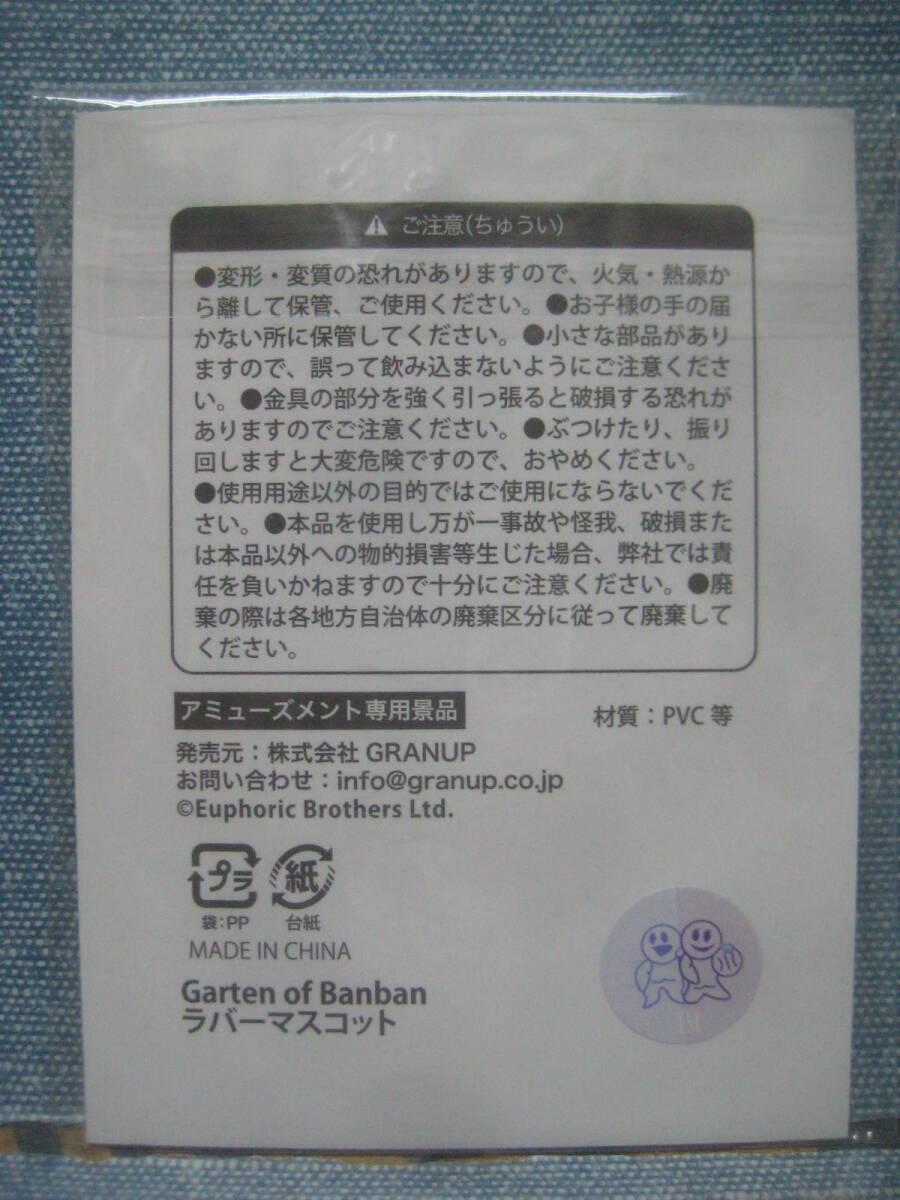 ⚠ ご注意(ちゅうい)
●変形・変質の恐れがありますので、火気・熱源か
ら離して保管、ご使用ください。●お子様の手の届
かない所に保管してください。●小さな部品があり
ますので、誤って飲み込まないようにご注意くださ
い。●金具の部分を強く引っ張ると破損する恐れが
ありますのでご注意ください。●ぶつけたり、振り
回しますと大変危険ですので、おやめください。
●使用用途以外の目的ではご使用にならないでくだ
さい。●本品を使用し万が一事故や怪我、破損また
は本品以外への物的損害等生じた場合、弊社では責
任を負いかねますので十分にご注意ください。●廃
棄の際は各地方自治体の廃棄区分に従って廃棄して
ください。
アミューズメント専用景品
材質：PVC 等
発売元：株式会社 GRANUP
お問い合わせ：info@granup.co.jp
©Euphoric Brothers Ltd.
プラ 紙
袋:PP 台紙
MADE IN CHINA
Garten of Banban
ラバーマスコット
TM